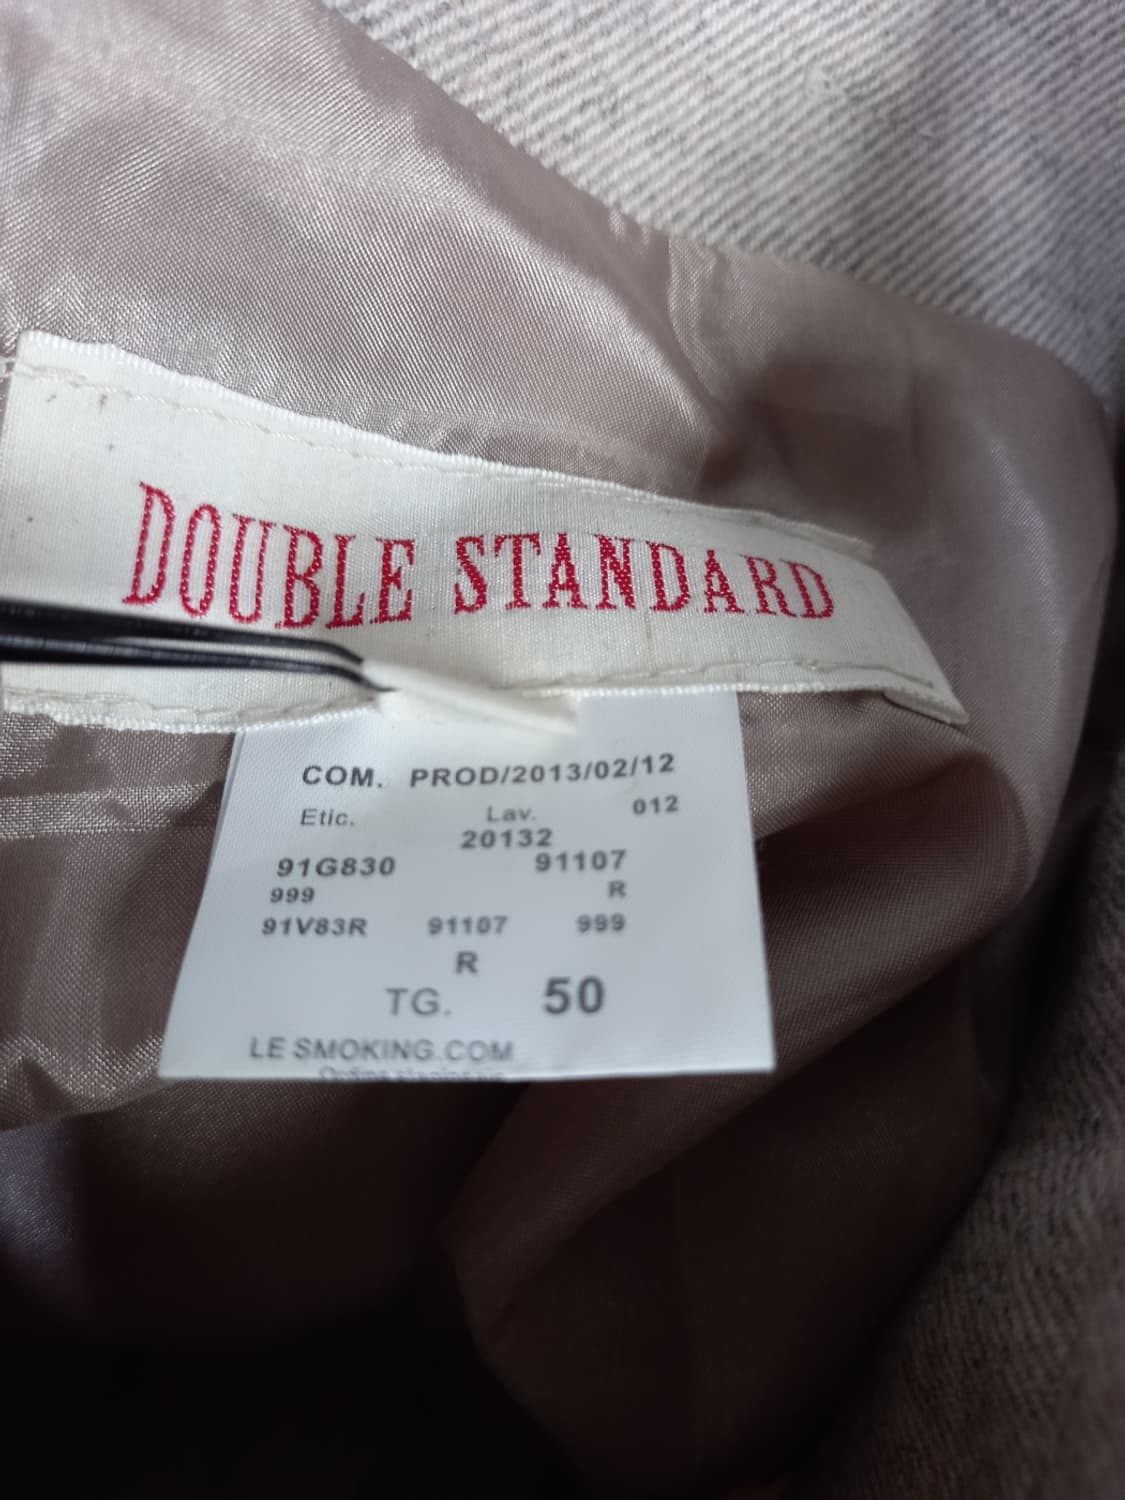 DOUBLE STANDARD
COM. PROD/2013/02/12
Etic. Lav. 012
20132
91G830 91107
999 R
91V83R 91107 999
R
TG. 50
LE SMOKING.COM